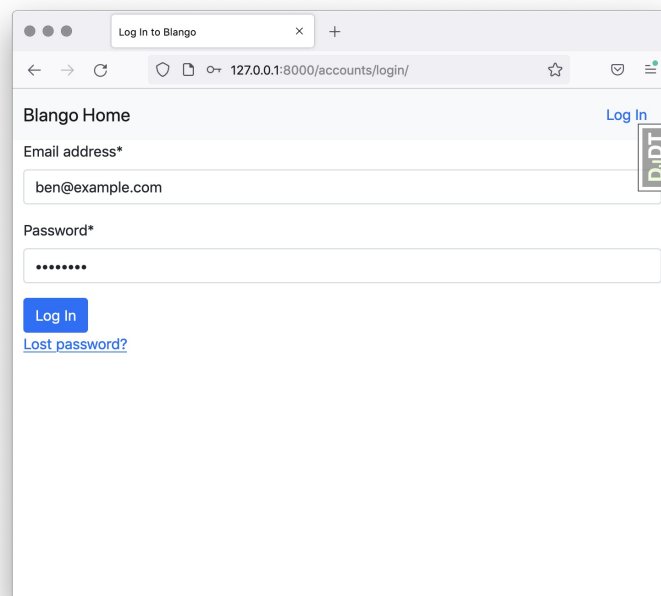 Log In to Blango
127.0.0.1:8000/accounts/login/
Blango Home
Log In
DjDT
Email address*
ben@example.com
Password*
••••••••
Log In
Lost password?